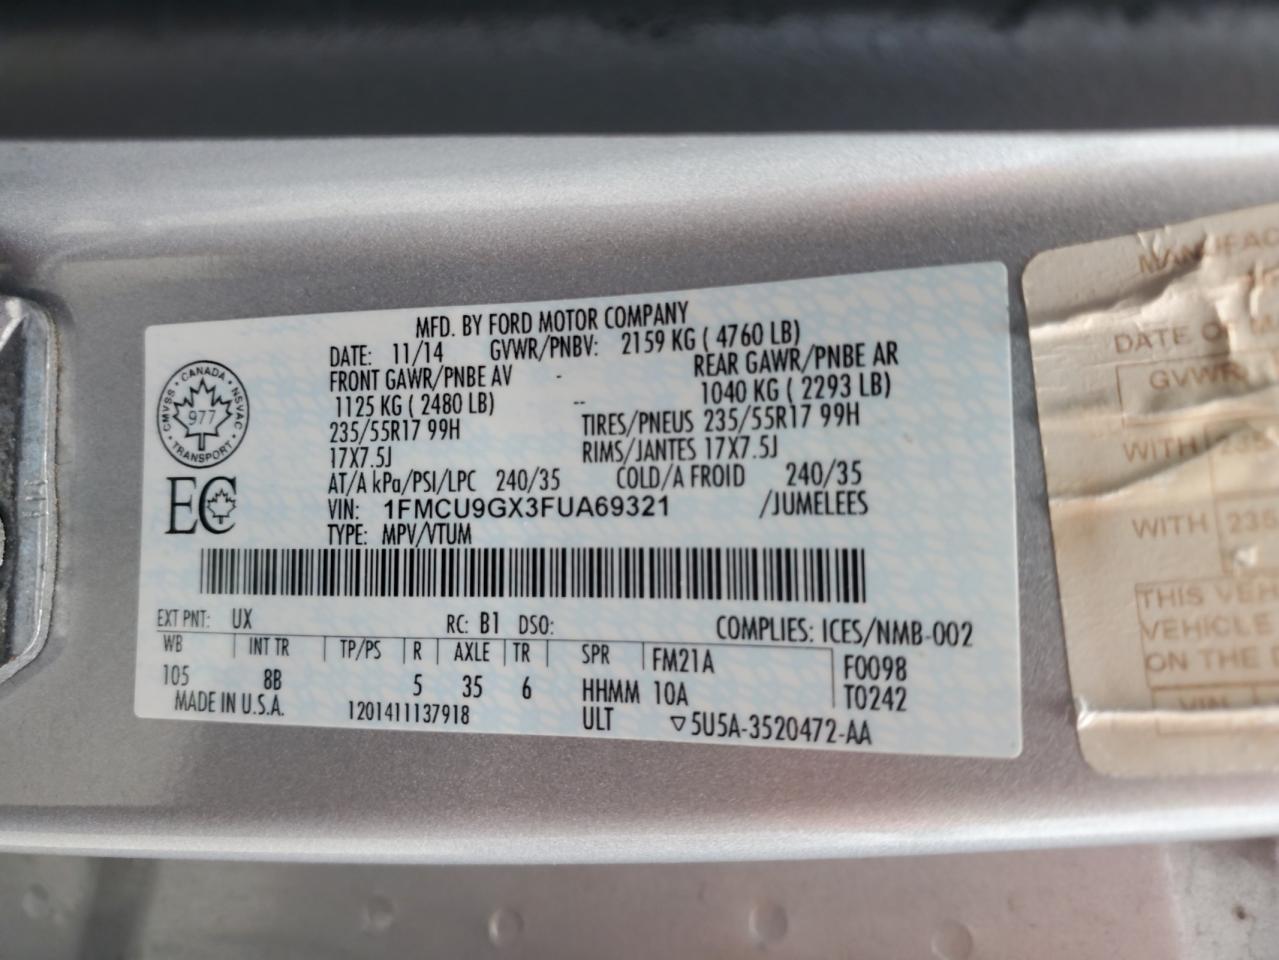 MFD. BY FORD MOTOR COMPANY
DATE: 11/14 GVWR/PNBV: 2159 KG ( 4760 LB)
FRONT GAWR/PNBE AV - REAR GAWR/PNBE AR
1125 KG ( 2480 LB) -- 1040 KG ( 2293 LB)
235/55R17 99H TIRES/PNEUS 235/55R17 99H
17X7.5J RIMS/JANTES 17X7.5J
AT/A kPa/PSI/LPC 240/35 COLD/A FROID 240/35
VIN: 1FMCU9GX3FUA69321 /JUMELEES
TYPE: MPV/VTUM
CANADA
CMVSS NSVAC
977
TRANSPORT
EC
EXT PNT: UX RC: B1 DSO: COMPLIES: ICES/NMB-002
WB INT TR TP/PS R AXLE TR SPR FM21A F0098
105 8B 5 35 6 HHMM 10A T0242
MADE IN U.S.A. 1201411137918 ULT ▽5U5A-3520472-AA
MANUFAC
DATE OF M
GVWR
WITH 235
WITH 235
THIS VEH
VEHICLE
ON THE
VIN